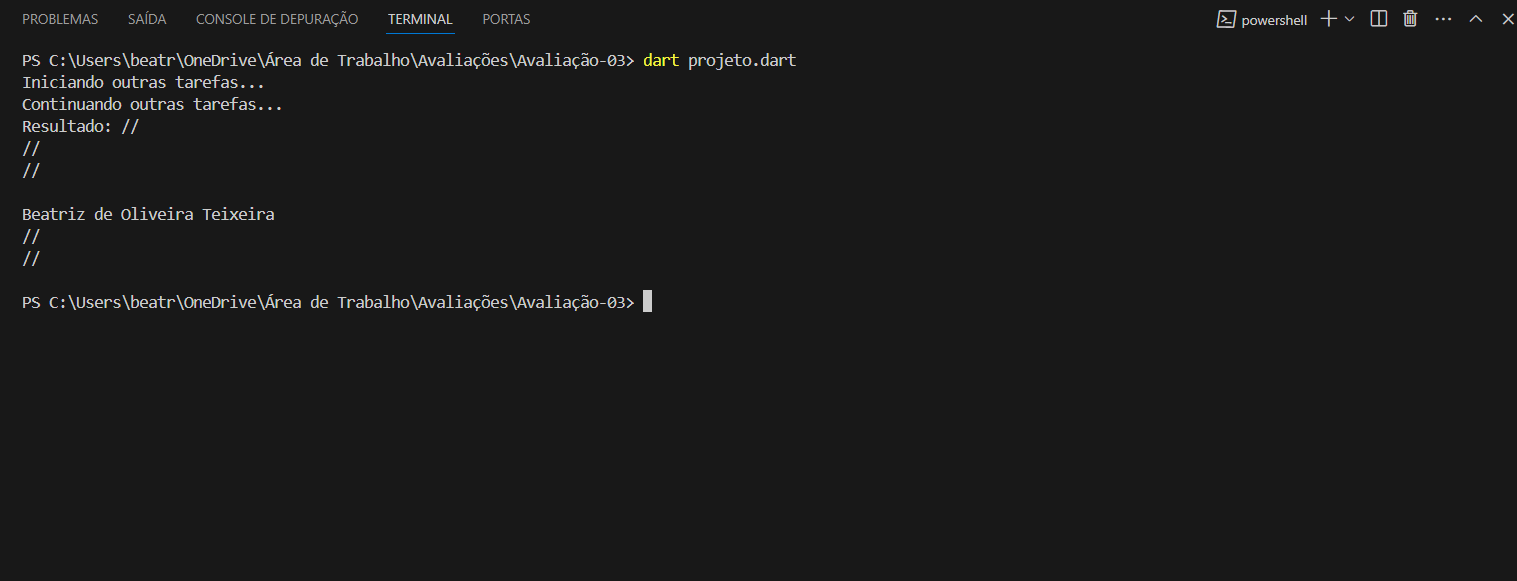 PROBLEMAS SAÍDA CONSOLE DE DEPURAÇÃO TERMINAL PORTAS powershell
PS C:\Users\beatr\OneDrive\Área de Trabalho\Avaliações\Avaliação-03> dart projeto.dart
Iniciando outras tarefas...
Continuando outras tarefas...
Resultado: //
//
//
Beatriz de Oliveira Teixeira
//
//
PS C:\Users\beatr\OneDrive\Área de Trabalho\Avaliações\Avaliação-03>